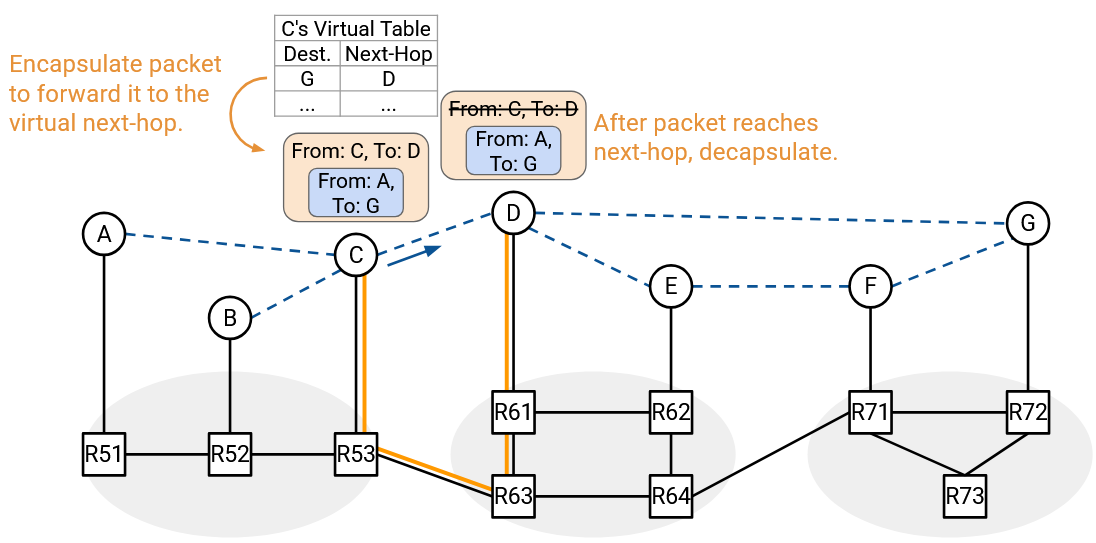 C's Virtual Table
Dest. Next-Hop
G D
... ...
Encapsulate packet
to forward it to the
virtual next-hop.
From: C, To: D
From: A,
To: G
From: C, To: D
From: A,
To: G
After packet reaches
next-hop, decapsulate.
A
B
C
D
E
F
G
R51
R52
R53
R61
R62
R63
R64
R71
R72
R73